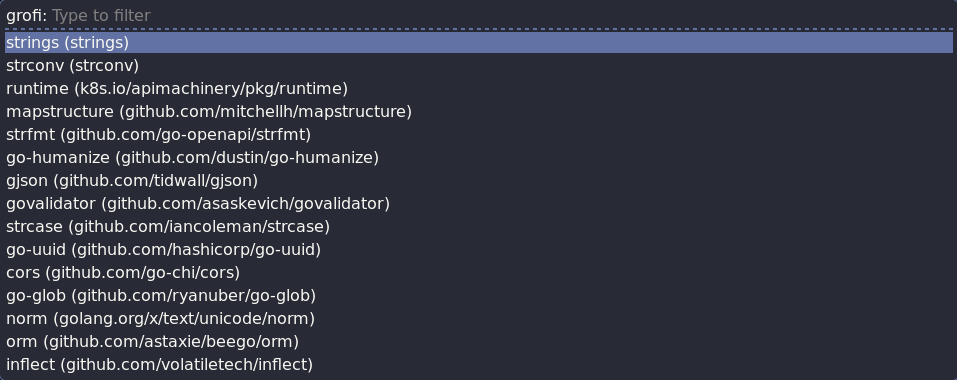 grofi: Type to filter
strings (strings)
strconv (strconv)
runtime (k8s.io/apimachinery/pkg/runtime)
mapstructure (github.com/mitchellh/mapstructure)
strfmt (github.com/go-openapi/strfmt)
go-humanize (github.com/dustin/go-humanize)
gjson (github.com/tidwall/gjson)
govalidator (github.com/asaskevich/govalidator)
strcase (github.com/iancoleman/strcase)
go-uuid (github.com/hashicorp/go-uuid)
cors (github.com/go-chi/cors)
go-glob (github.com/ryanuber/go-glob)
norm (golang.org/x/text/unicode/norm)
orm (github.com/astaxie/beego/orm)
inflect (github.com/volatiletech/inflect)